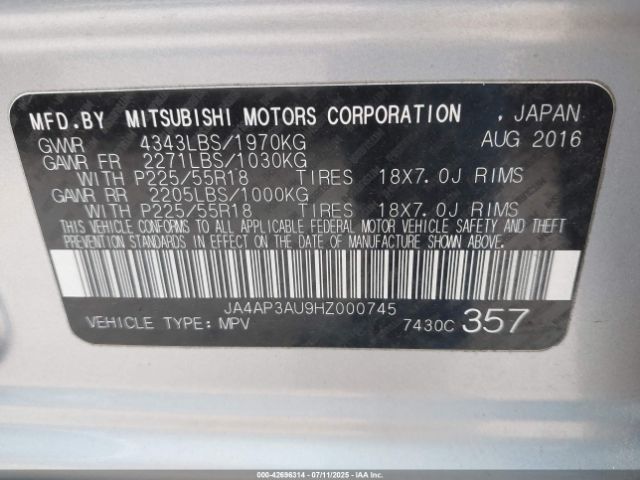 MFD.BY MITSUBISHI MOTORS CORPORATION , JAPAN
GVWR 4343LBS/1970KG AUG 2016
GAWR FR 2271LBS/1030KG
WITH P225/55R18 TIRES 18X7.0J RIMS
GAWR RR 2205LBS/1000KG
WITH P225/55R18 TIRES 18X7.0J RIMS
THIS VEHICLE CONFORMS TO ALL APPLICABLE FEDERAL MOTOR VEHICLE SAFETY AND THEFT
PREVENTION STANDARDS IN EFFECT ON THE DATE OF MANUFACTURE SHOWN ABOVE.
JA4AP3AU9HZ000745
VEHICLE TYPE: MPV 7430C 357
000-42696314 - 07/11/2025 - IAAI.COM